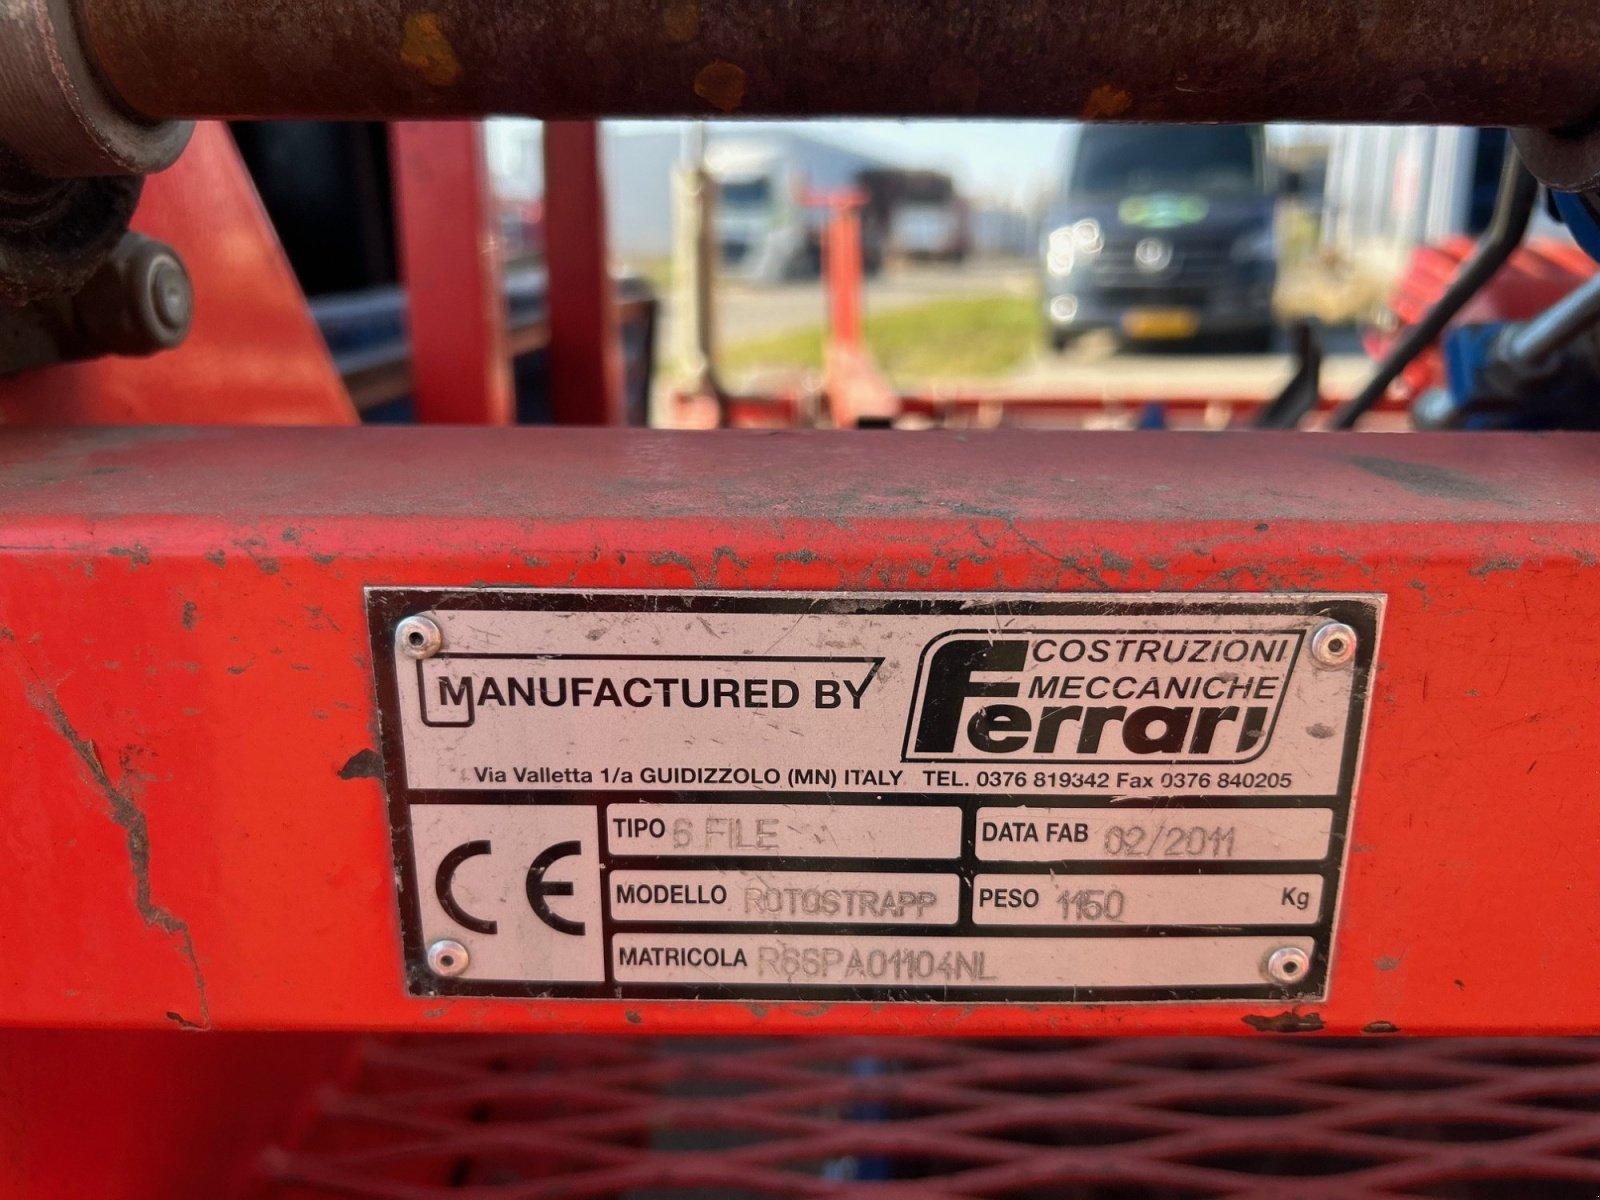 MANUFACTURED BY
COSTRUZIONI
MECCANICHE
Ferrari
Via Valletta 1/a GUIDIZZOLO (MN) ITALY TEL. 0376 819342 Fax 0376 840205
CE
TIPO 6 FILE
DATA FAB 02/2011
MODELLO ROTOSTRAPP
PESO 1150 Kg
MATRICOLA R6SPA01104NL